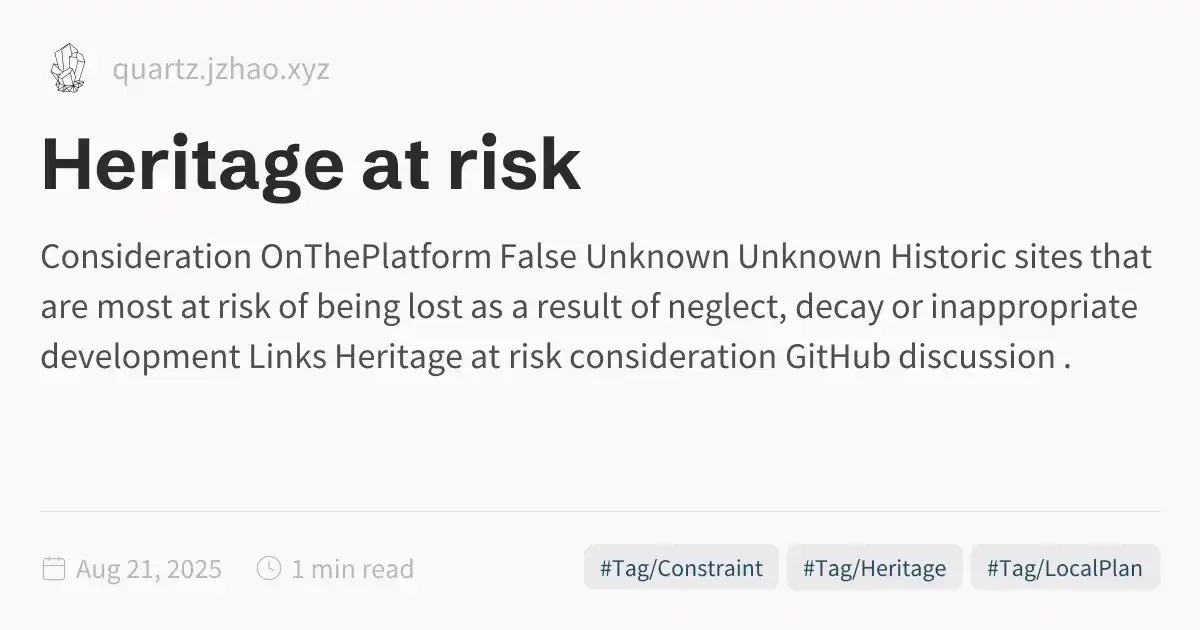 quartz.jzhao.xyz
Heritage at risk
Consideration OnThePlatform False Unknown Unknown Historic sites that
are most at risk of being lost as a result of neglect, decay or inappropriate
development Links Heritage at risk consideration GitHub discussion .
Aug 21, 2025 1 min read #Tag/Constraint #Tag/Heritage #Tag/LocalPlan